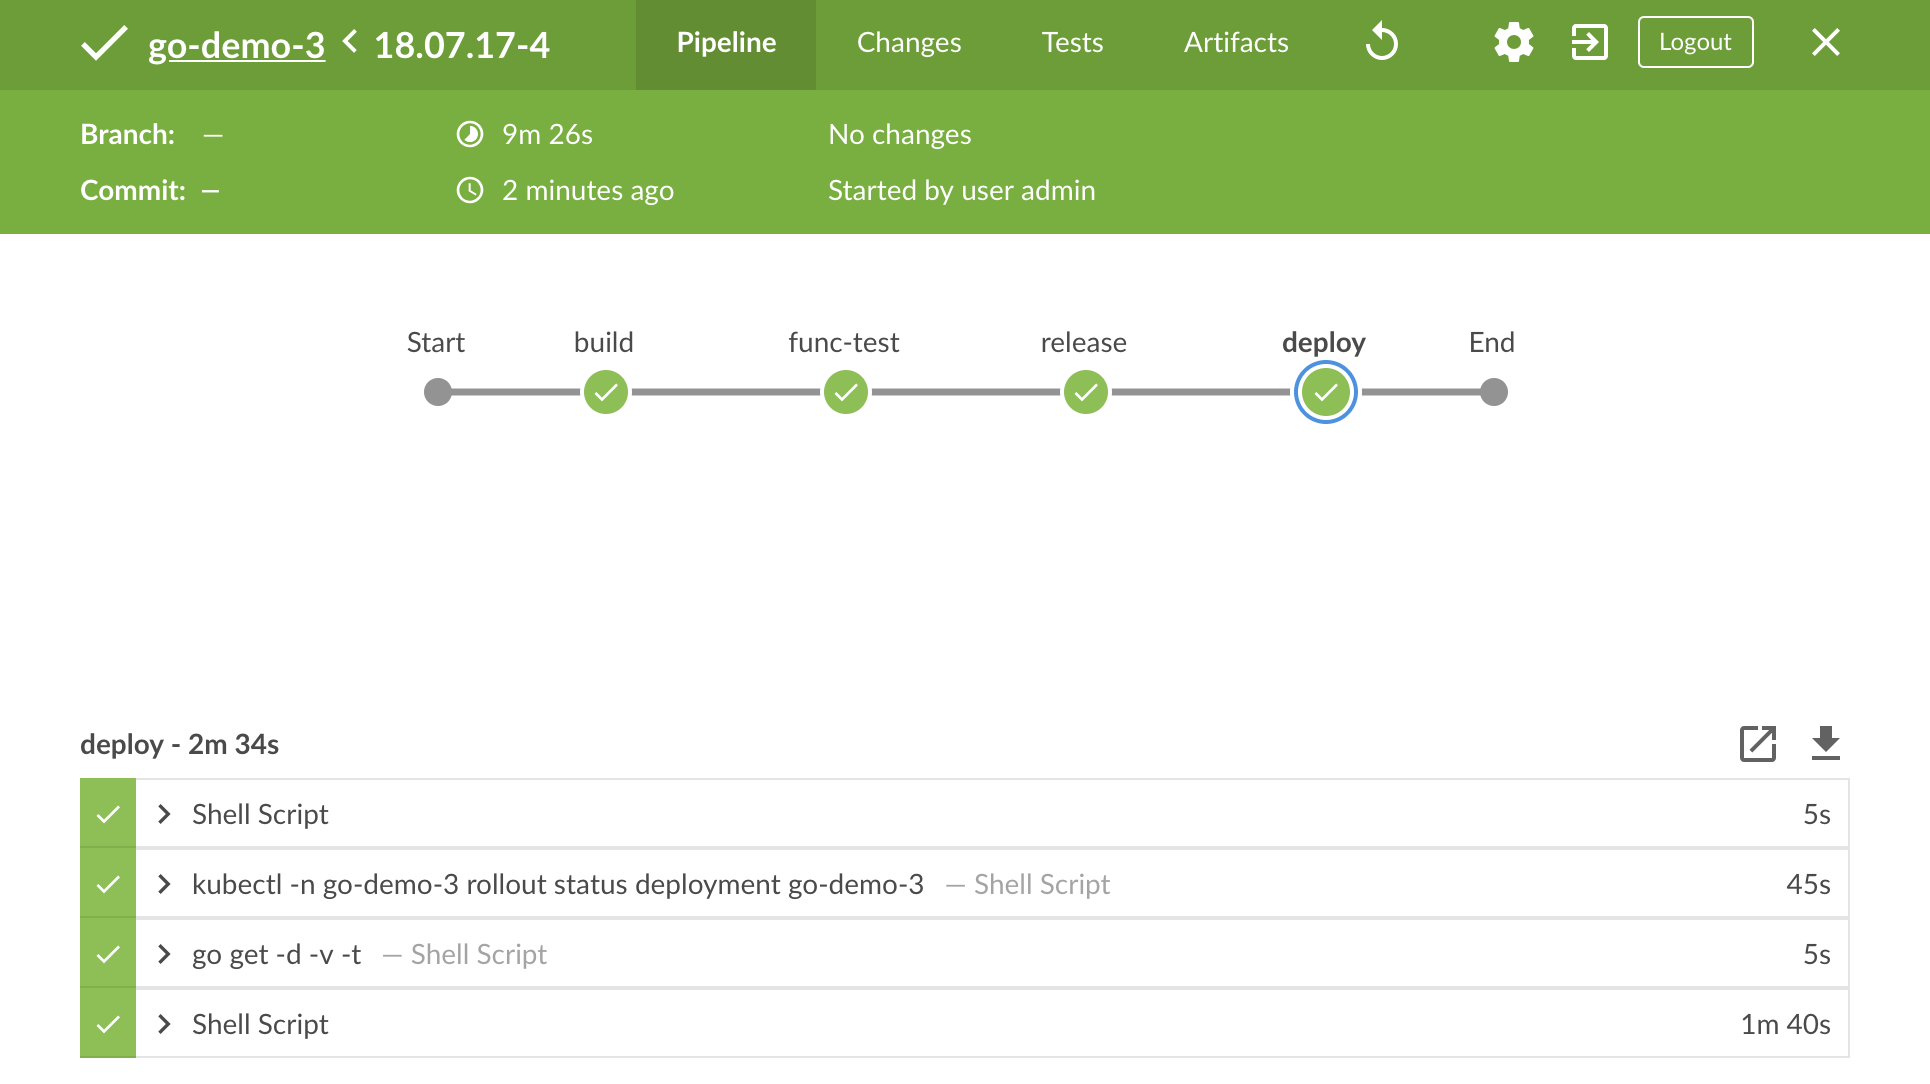 go-demo-3 < 18.07.17-4 Pipeline Changes Tests Artifacts Logout
Branch: — 9m 26s No changes
Commit: — 2 minutes ago Started by user admin
Start build func-test release deploy End
deploy - 2m 34s
Shell Script 5s
kubectl -n go-demo-3 rollout status deployment go-demo-3 — Shell Script 45s
go get -d -v -t — Shell Script 5s
Shell Script 1m 40s